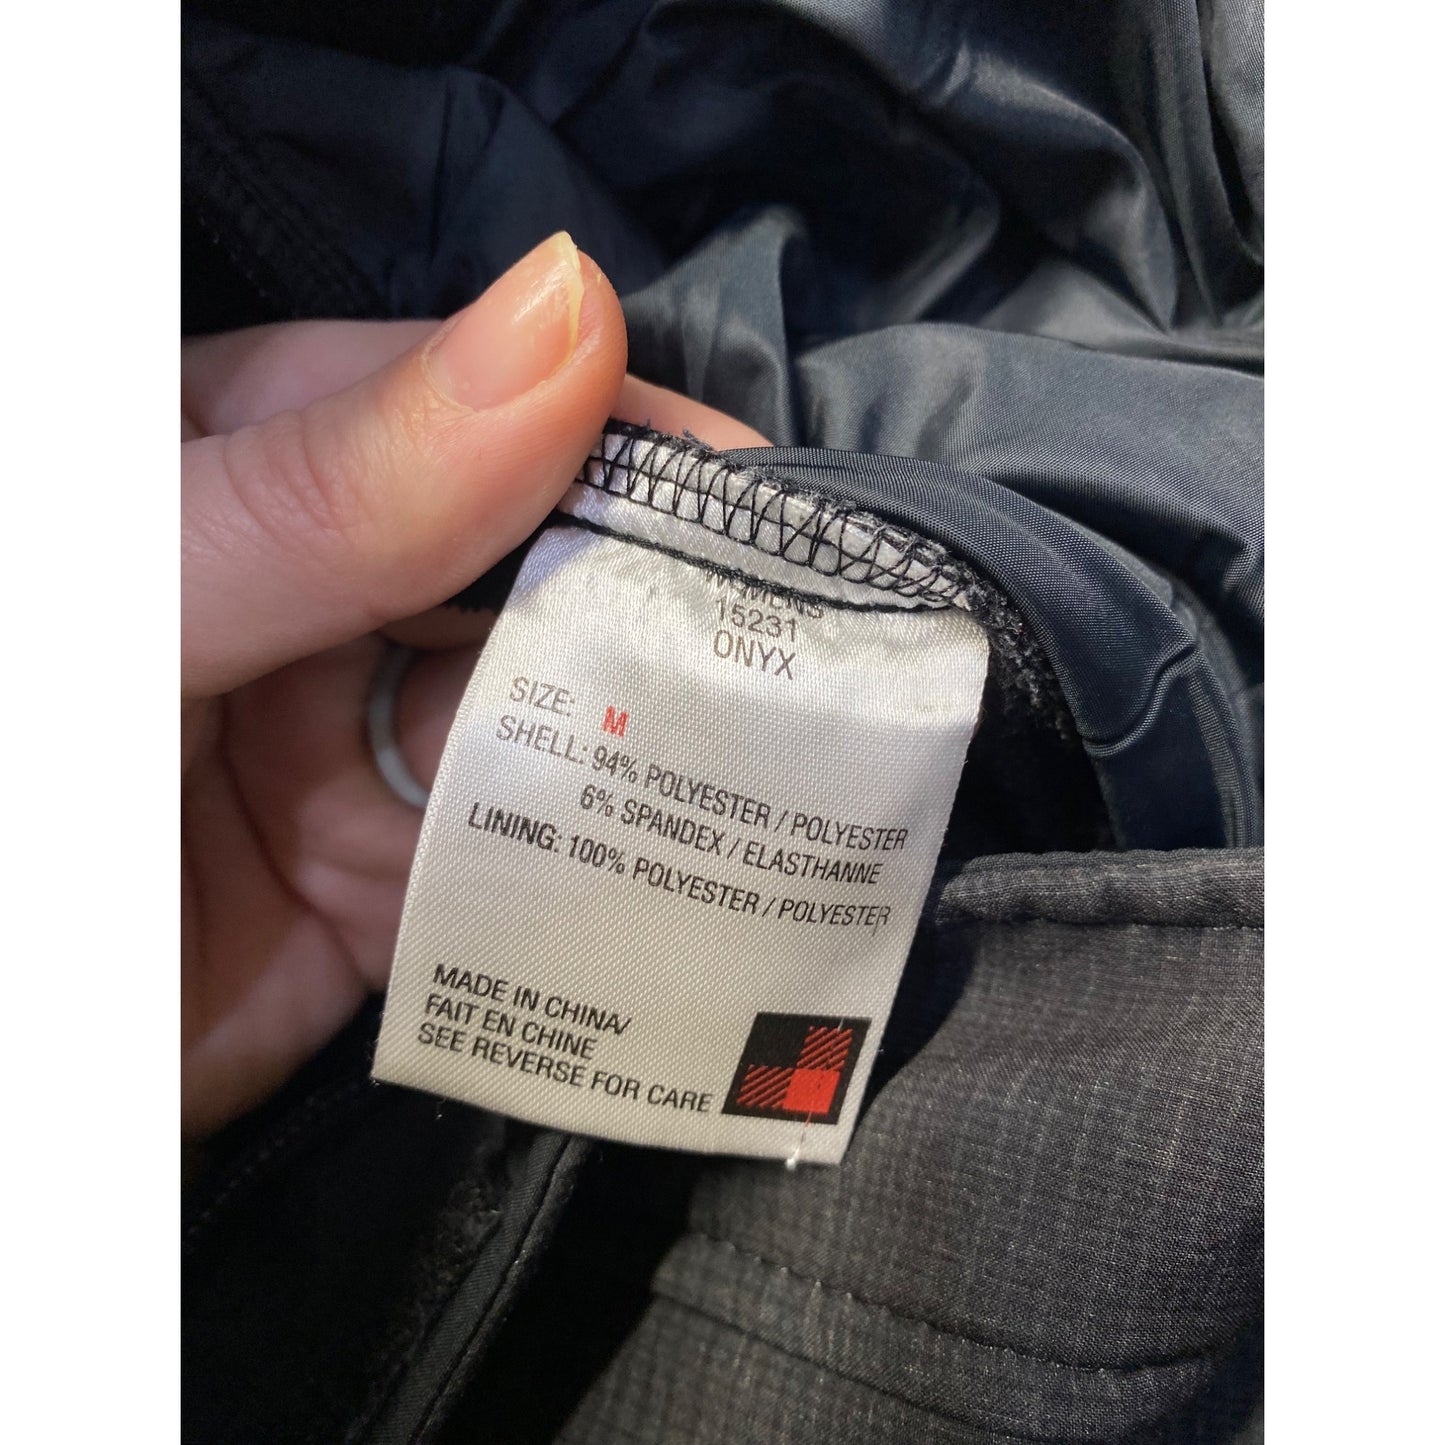 WOMENS
15231
ONYX
SIZE: M
SHELL: 94% POLYESTER / POLYESTER
6% SPANDEX / ELASTHANNE
LINING: 100% POLYESTER / POLYESTER
MADE IN CHINA/
FAIT EN CHINE
SEE REVERSE FOR CARE